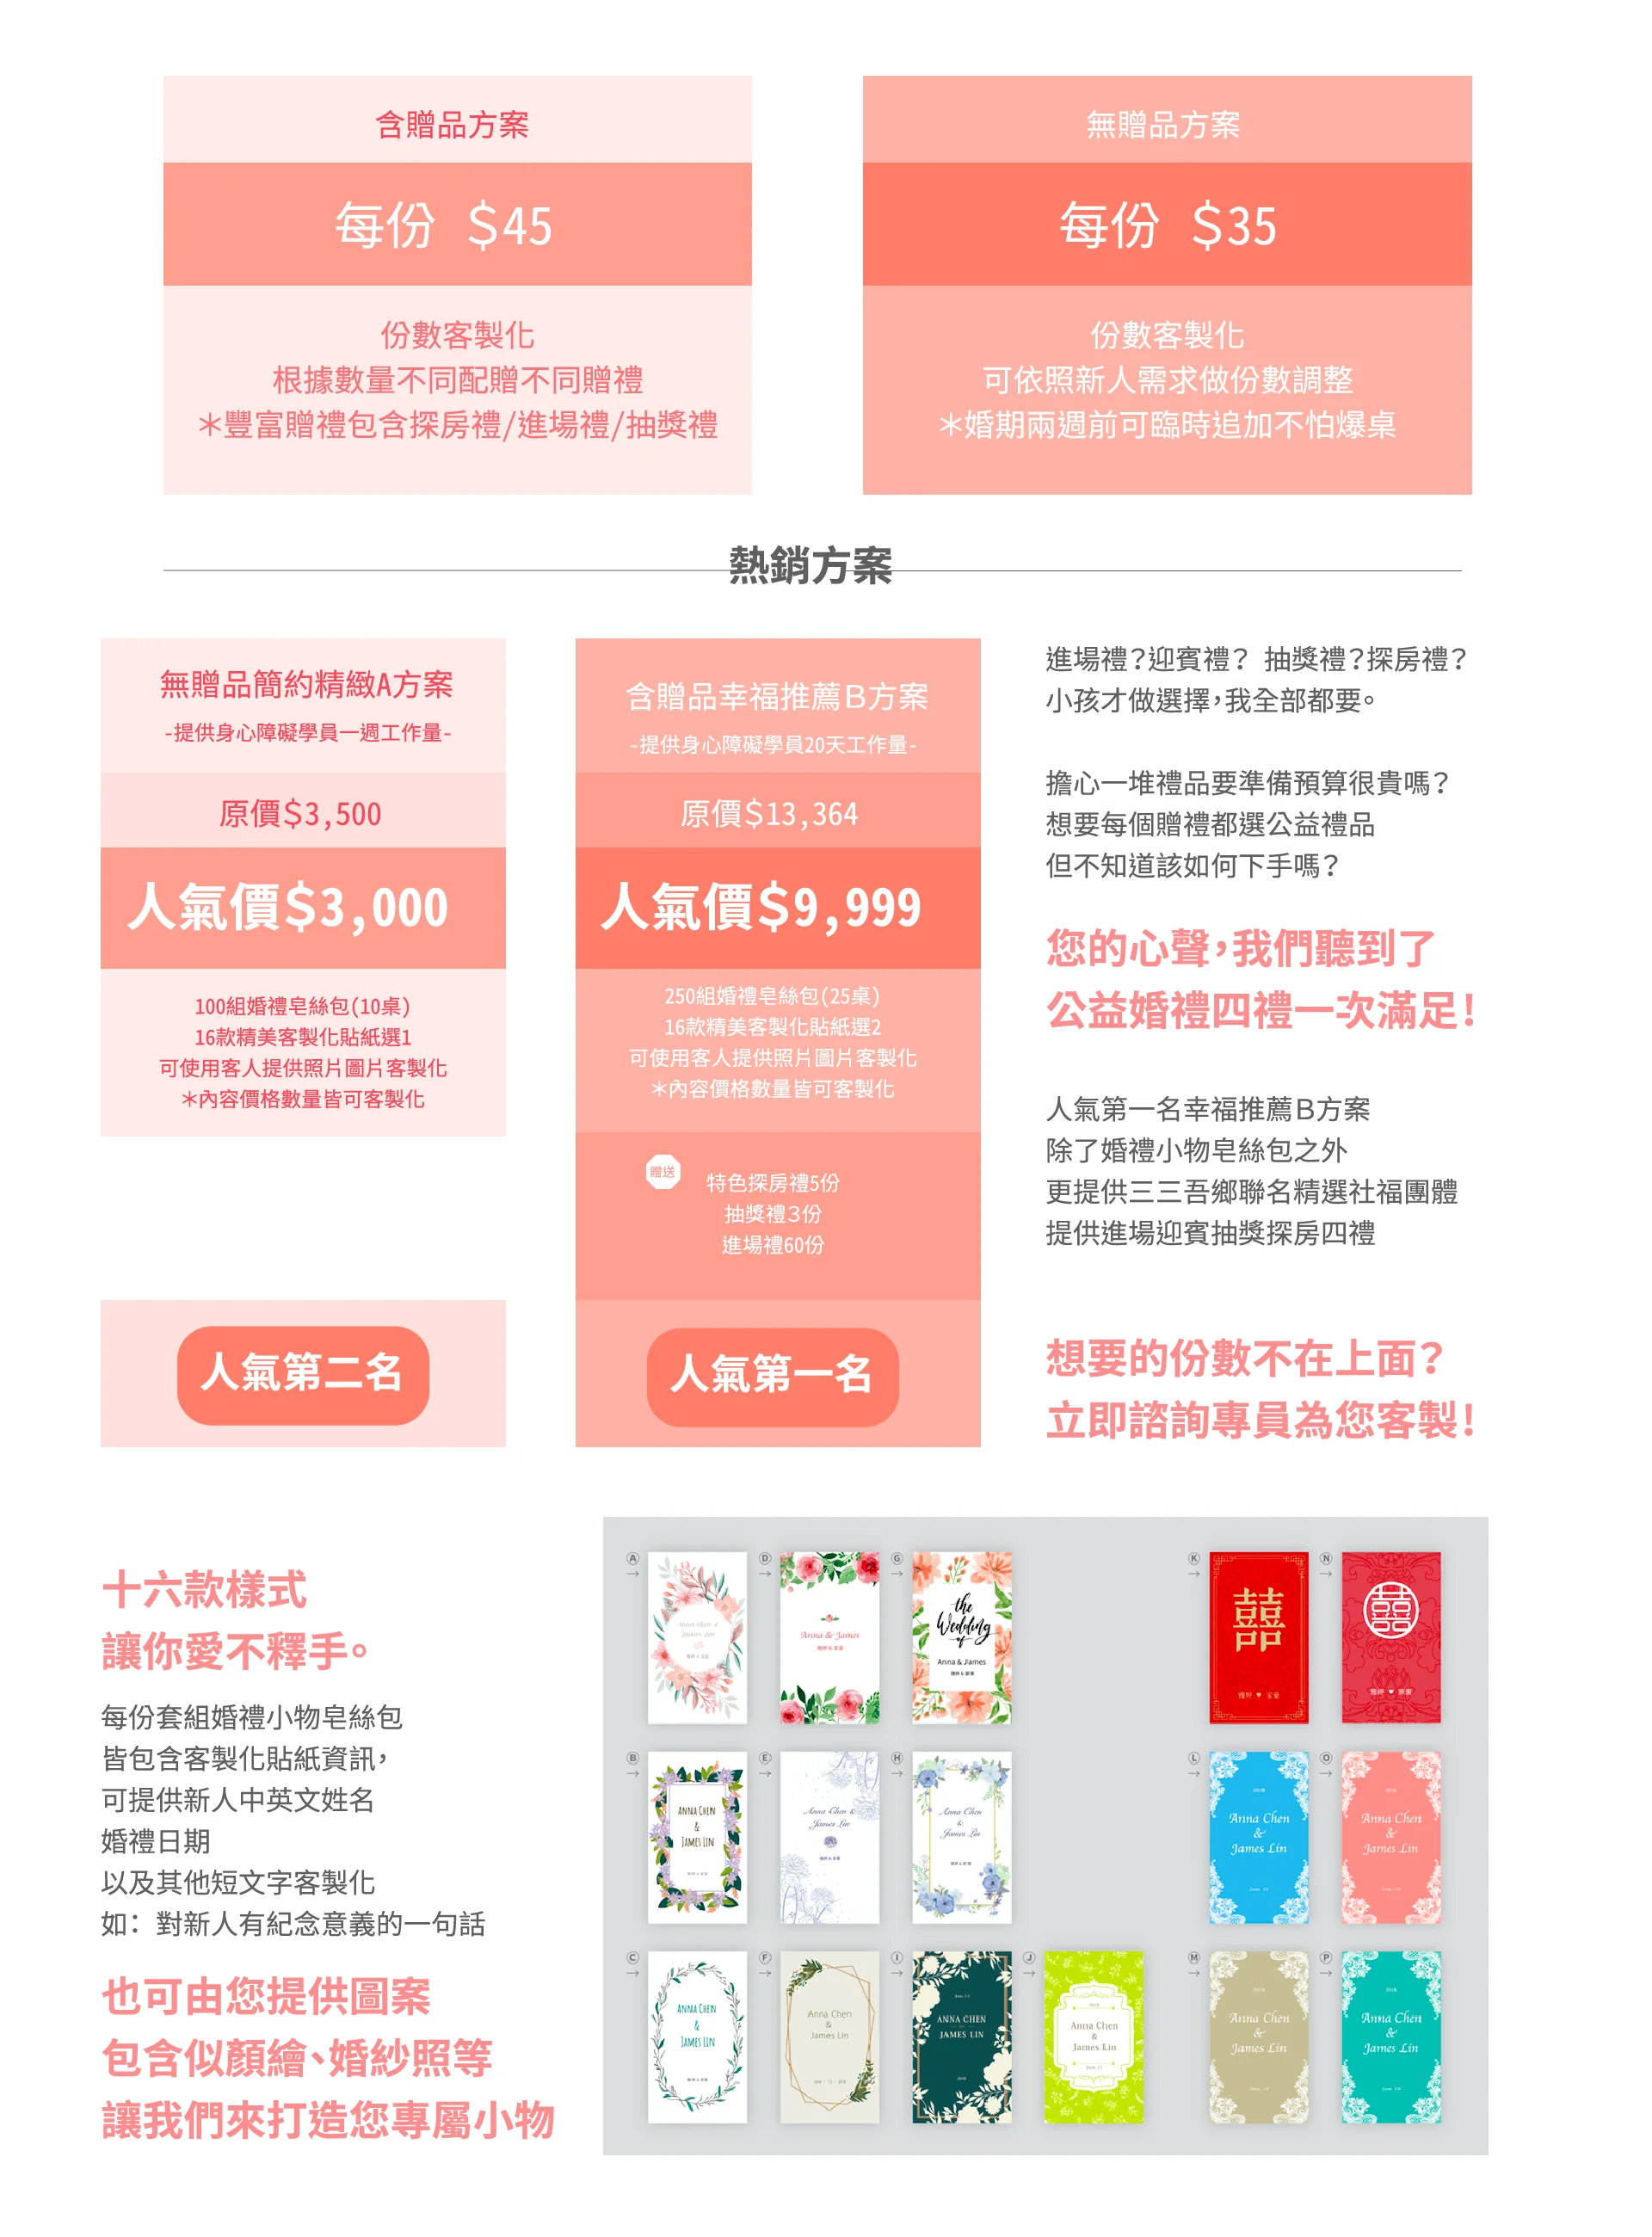 含贈品方案
每份 $45
份數客製化
根據數量不同配贈不同贈禮
*豐富贈禮包含探房禮/進場禮/抽獎禮
無贈品方案
每份 $35
份數客製化
可依照新人需求做份數調整
*婚期兩週前可臨時追加不怕爆桌
熱銷方案
無贈品簡約精緻A方案
-提供身心障礙學員一週工作量-
原價$3,500
人氣價$3,000
100組婚禮皂絲包(10桌)
16款精美客製化貼紙選1
可使用客人提供照片圖片客製化
*內容價格數量皆可客製化
人氣第二名
含贈品幸福推薦B方案
-提供身心障礙學員20天工作量-
原價$13,364
人氣價$9,999
250組婚禮皂絲包(25桌)
16款精美客製化貼紙選2
可使用客人提供照片圖片客製化
*內容價格數量皆可客製化
贈送
特色探房禮5份
抽獎禮3份
進場禮60份
人氣第一名
進場禮?迎賓禮? 抽獎禮?探房禮?
小孩才做選擇,我全部都要。
擔心一堆禮品要準備預算很貴嗎?
想要每個贈禮都選公益禮品
但不知道該如何下手嗎?
您的心聲,我們聽到了
公益婚禮四禮一次滿足!
人氣第一名幸福推薦B方案
除了婚禮小物皂絲包之外
更提供三三吾鄉聯名精選社福團體
提供進場迎賓抽獎探房四禮
想要的份數不在上面?
立即諮詢專員為您客製!
十六款樣式
讓你愛不釋手。
每份套組婚禮小物皂絲包
皆包含客製化貼紙資訊,
可提供新人中英文姓名
婚禮日期
以及其他短文字客製化
如: 對新人有紀念意義的一句話
也可由您提供圖案
包含似顏繪、婚紗照等
讓我們來打造您專屬小物
A →
Anna Chen &
James Lin
D →
Anna & James
G →
the
Wedding
of
Anna & James
K →
囍
雅婷 ♥ 家豪
N →
囍
雅婷 ♥ 家豪
B →
ANNA CHEN
&
JAMES LIN
E →
Anna Chen &
James Lin
H →
Anna Chen
&
James Lin
L →
2018
Anna Chen
&
James Lin
O →
2018
Anna Chen
&
James Lin
C →
ANNA CHEN
&
JAMES LIN
F →
Anna Chen
&
James Lin
I →
ANNA CHEN
JAMES LIN
2018
J →
2018
Anna Chen
&
James Lin
M →
2018
Anna Chen
&
James Lin
P →
2018
Anna Chen
&
James Lin